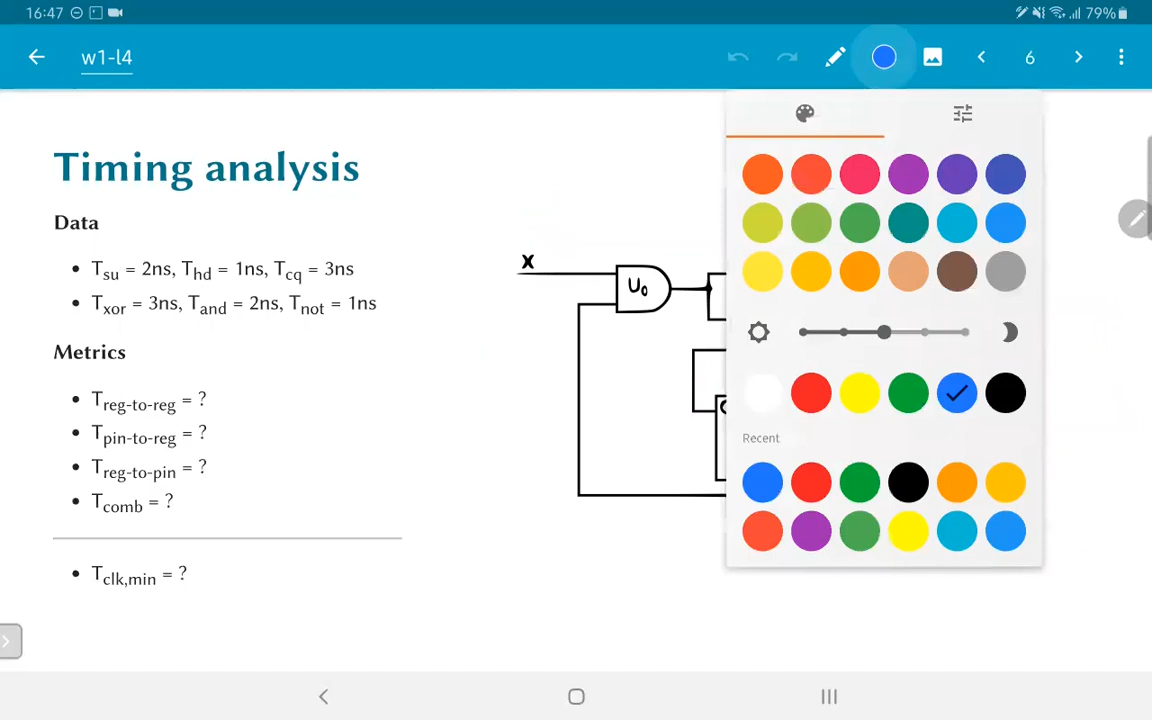 16:47
79%
w1-l4
6
Timing analysis
Data
• Tsu = 2ns, Thd = 1ns, Tcq = 3ns
• Txor = 3ns, Tand = 2ns, Tnot = 1ns
Metrics
• Treg-to-reg = ?
• Tpin-to-reg = ?
• Treg-to-pin = ?
• Tcomb = ?
• Tclk,min = ?
x
U0
Recent